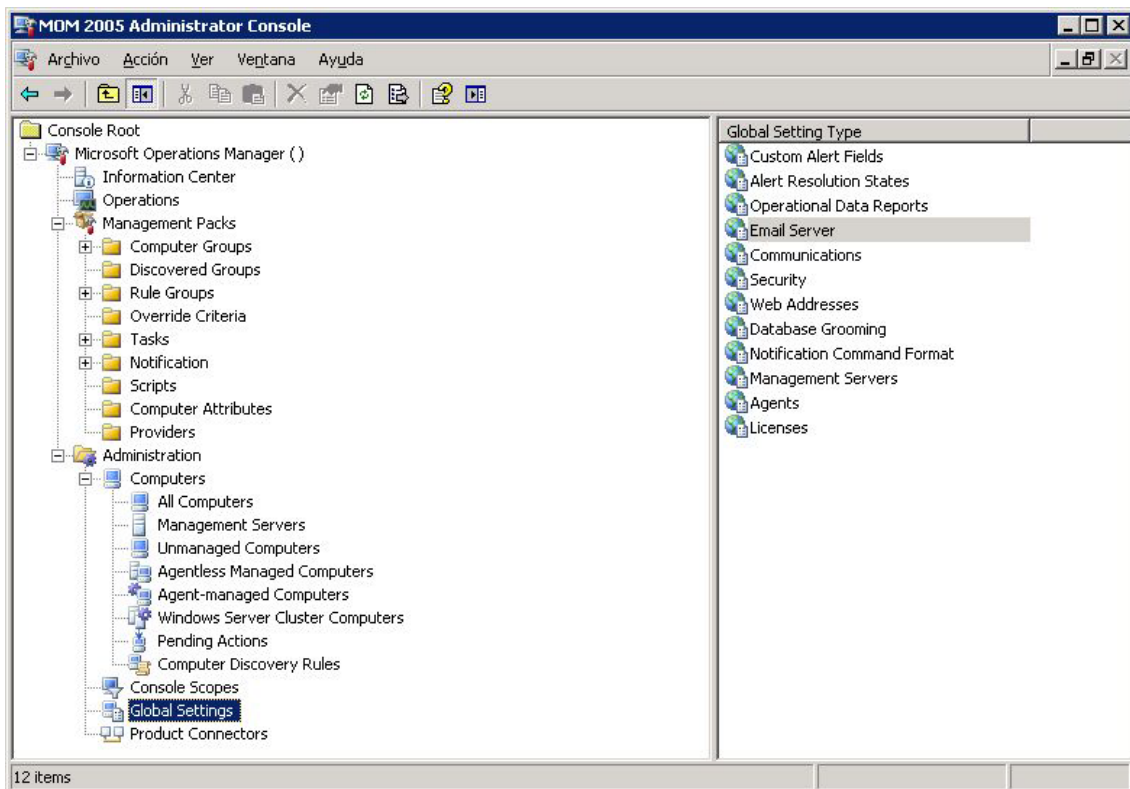 MOM 2005 Administrator Console
Archivo Acción Ver Ventana Ayuda
Console Root
Microsoft Operations Manager ()
Information Center
Operations
Management Packs
Computer Groups
Discovered Groups
Rule Groups
Override Criteria
Tasks
Notification
Scripts
Computer Attributes
Providers
Administration
Computers
All Computers
Management Servers
Unmanaged Computers
Agentless Managed Computers
Agent-managed Computers
Windows Server Cluster Computers
Pending Actions
Computer Discovery Rules
Console Scopes
Global Settings
Product Connectors
Global Setting Type
Custom Alert Fields
Alert Resolution States
Operational Data Reports
Email Server
Communications
Security
Web Addresses
Database Grooming
Notification Command Format
Management Servers
Agents
Licenses
12 items